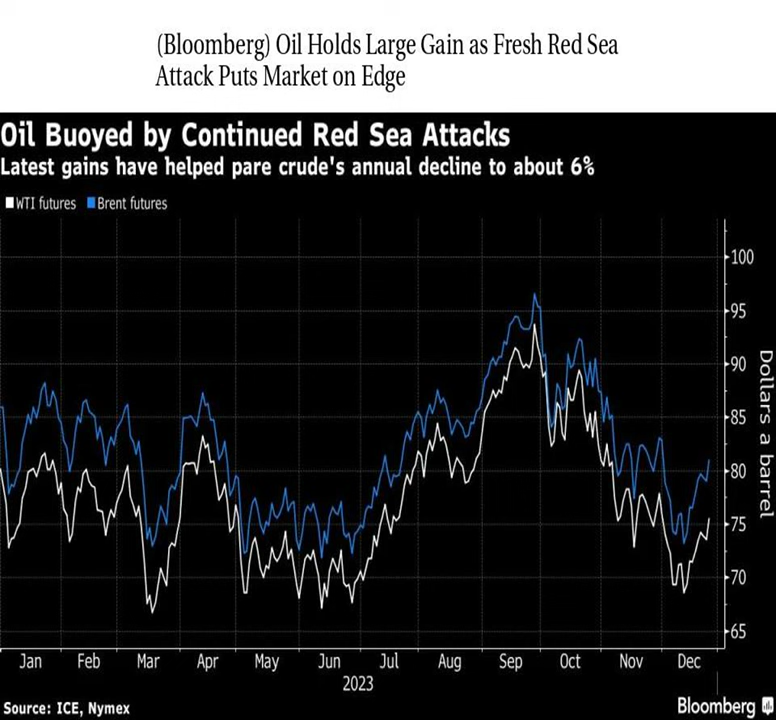 (Bloomberg) Oil Holds Large Gain as Fresh Red Sea
Attack Puts Market on Edge
Oil Buoyed by Continued Red Sea Attacks
Latest gains have helped pare crude's annual decline to about 6%
WTI futures Brent futures
100
95
90
85
80
75
70
65
Dollars a barrel
Jan Feb Mar Apr May Jun Jul Aug Sep Oct Nov Dec
2023
Source: ICE, Nymex
Bloomberg